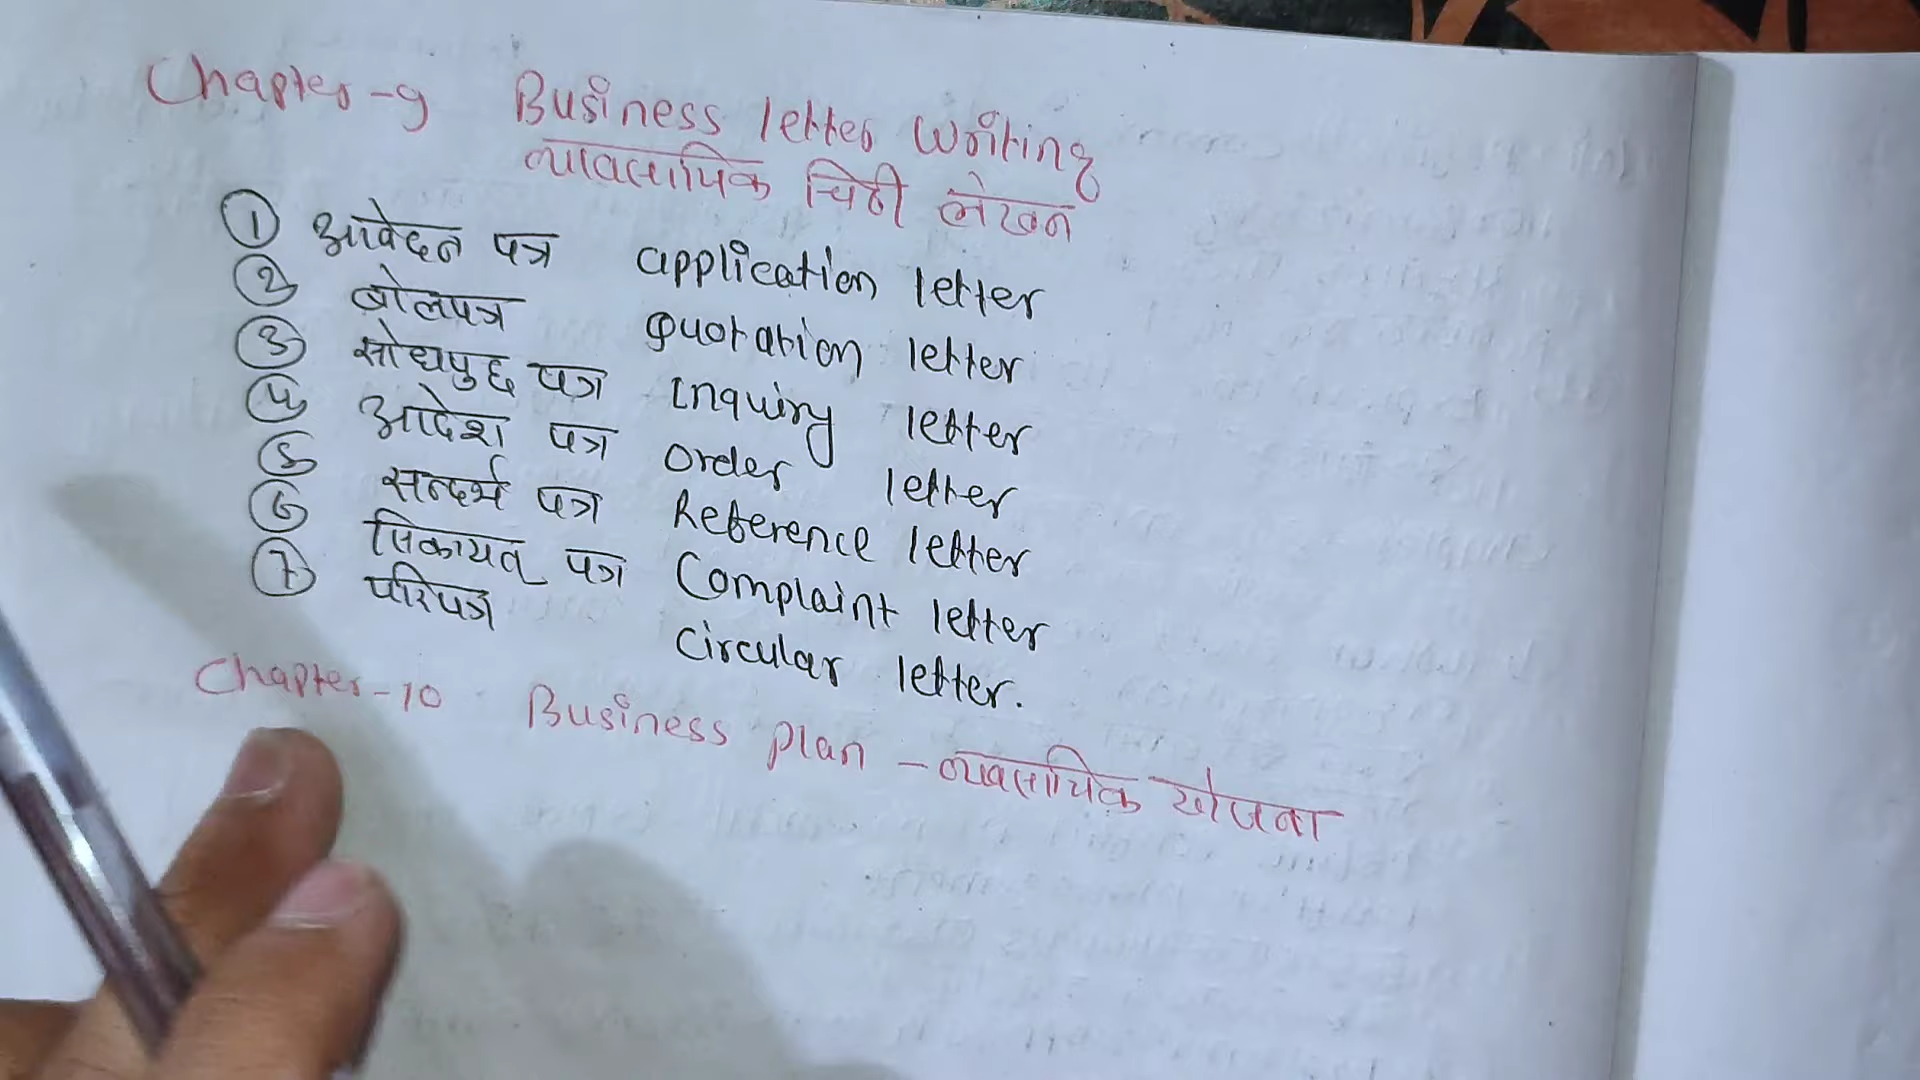 Chapter-9 Business letter writing
व्यावसायिक चिठी लेखन
① आवेदन पत्र application letter
② बोलपत्र quotation letter
③ सोधपुछ पत्र Inquiry letter
④ आदेश पत्र order letter
⑤ सन्दर्भ पत्र Reference letter
⑥ सिकायत पत्र Complaint letter
⑦ परिपत्र circular letter.
Chapter-10 Business plan - व्यवसायिक योजना